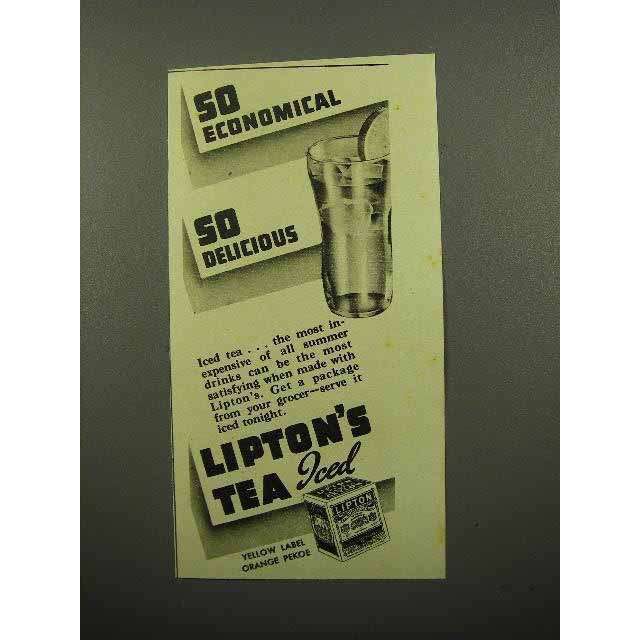 SO
ECONOMICAL
SO
DELICIOUS
Iced tea . . . the most in-
expensive of all summer
drinks can be the most
satisfying when made with
Lipton's. Get a package
from your grocer—serve it
iced tonight.
LIPTON'S
TEA Iced
LIPTON
YELLOW LABEL
ORANGE PEKOE